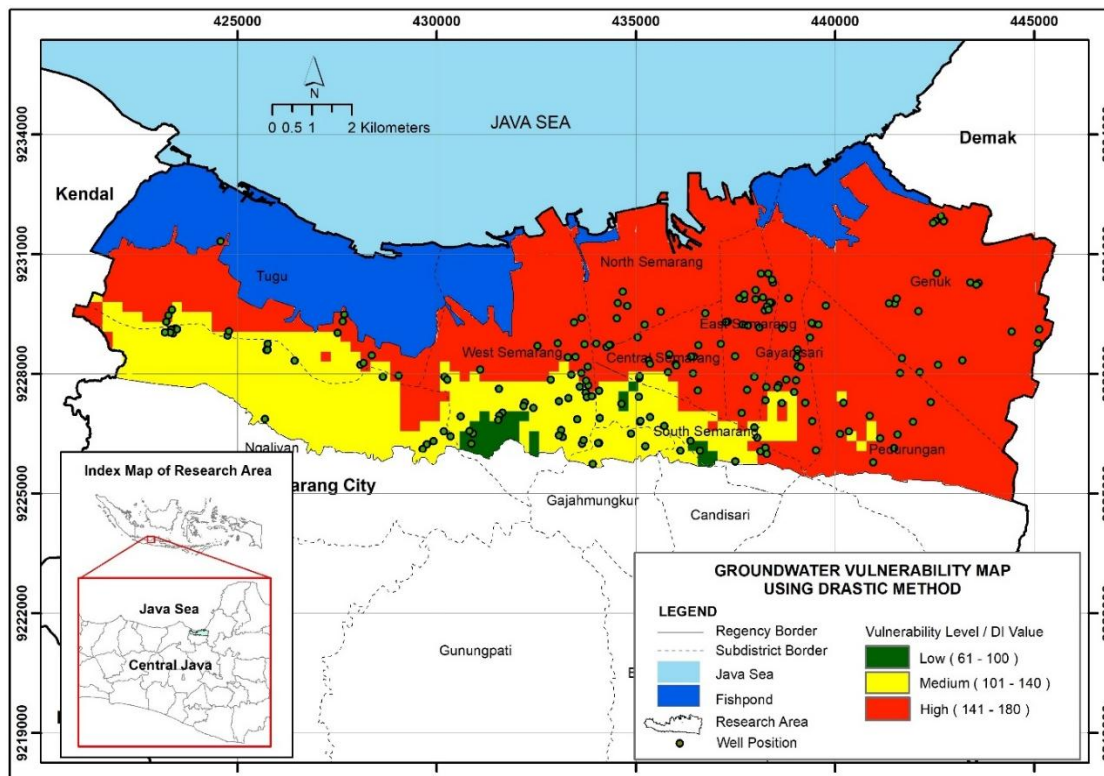 425000 430000 435000 440000 445000
9234000
9231000
9228000
9225000
9222000
9219000
N
0 0.5 1 2 Kilometers
JAVA SEA
Demak
Kendal
Tugu
North Semarang
Genuk
East Semarang
West Semarang
Central Semarang
Gayamsari
South Semarang
Pedurungan
Ngaliyan
arang City
Gajahmungkur
Candisari
Gunungpati
Index Map of Research Area
Java Sea
Central Java
GROUNDWATER VULNERABILITY MAP
USING DRASTIC METHOD
LEGEND
Regency Border
Subdistrict Border
Java Sea
Fishpond
Research Area
Well Position
Vulnerability Level / DI Value
Low ( 61 - 100 )
Medium ( 101 - 140 )
High ( 141 - 180 )